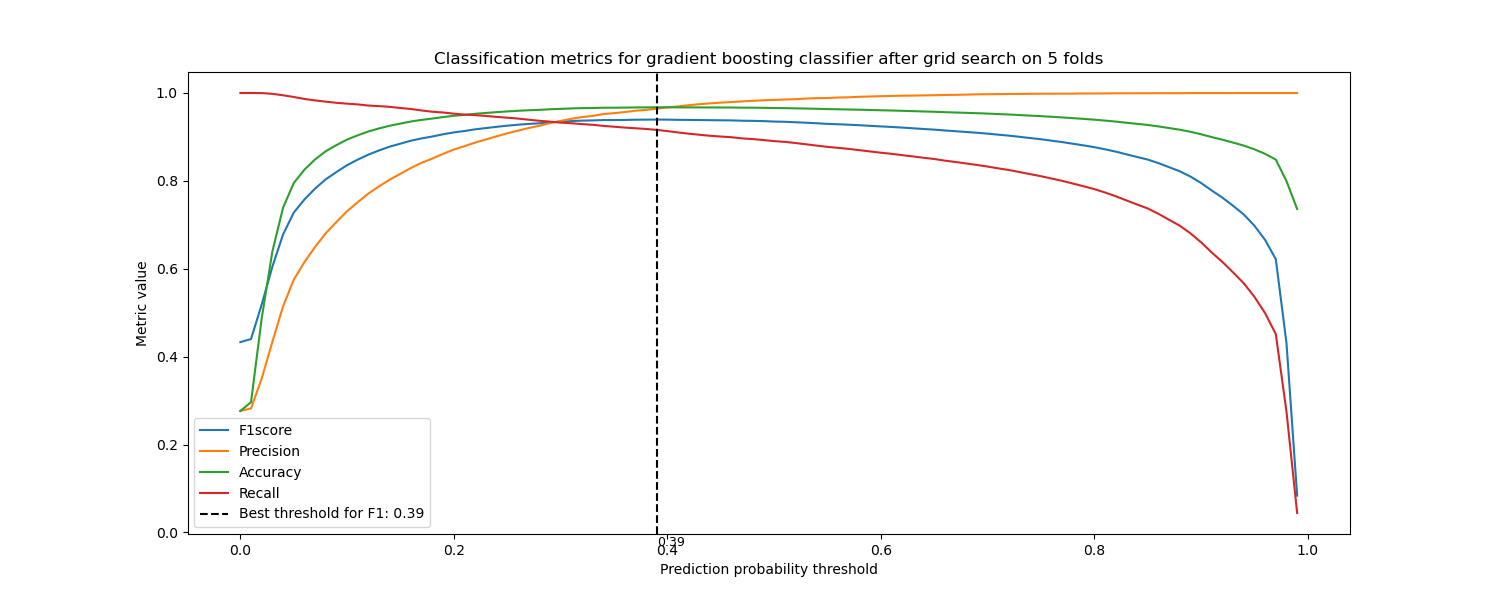 Classification metrics for gradient boosting classifier after grid search on 5 folds
Metric value
1.0
0.8
0.6
0.4
0.2
0.0
F1score
Precision
Accuracy
Recall
Best threshold for F1: 0.39
0.39
0.0 0.2 0.4 0.6 0.8 1.0
Prediction probability threshold